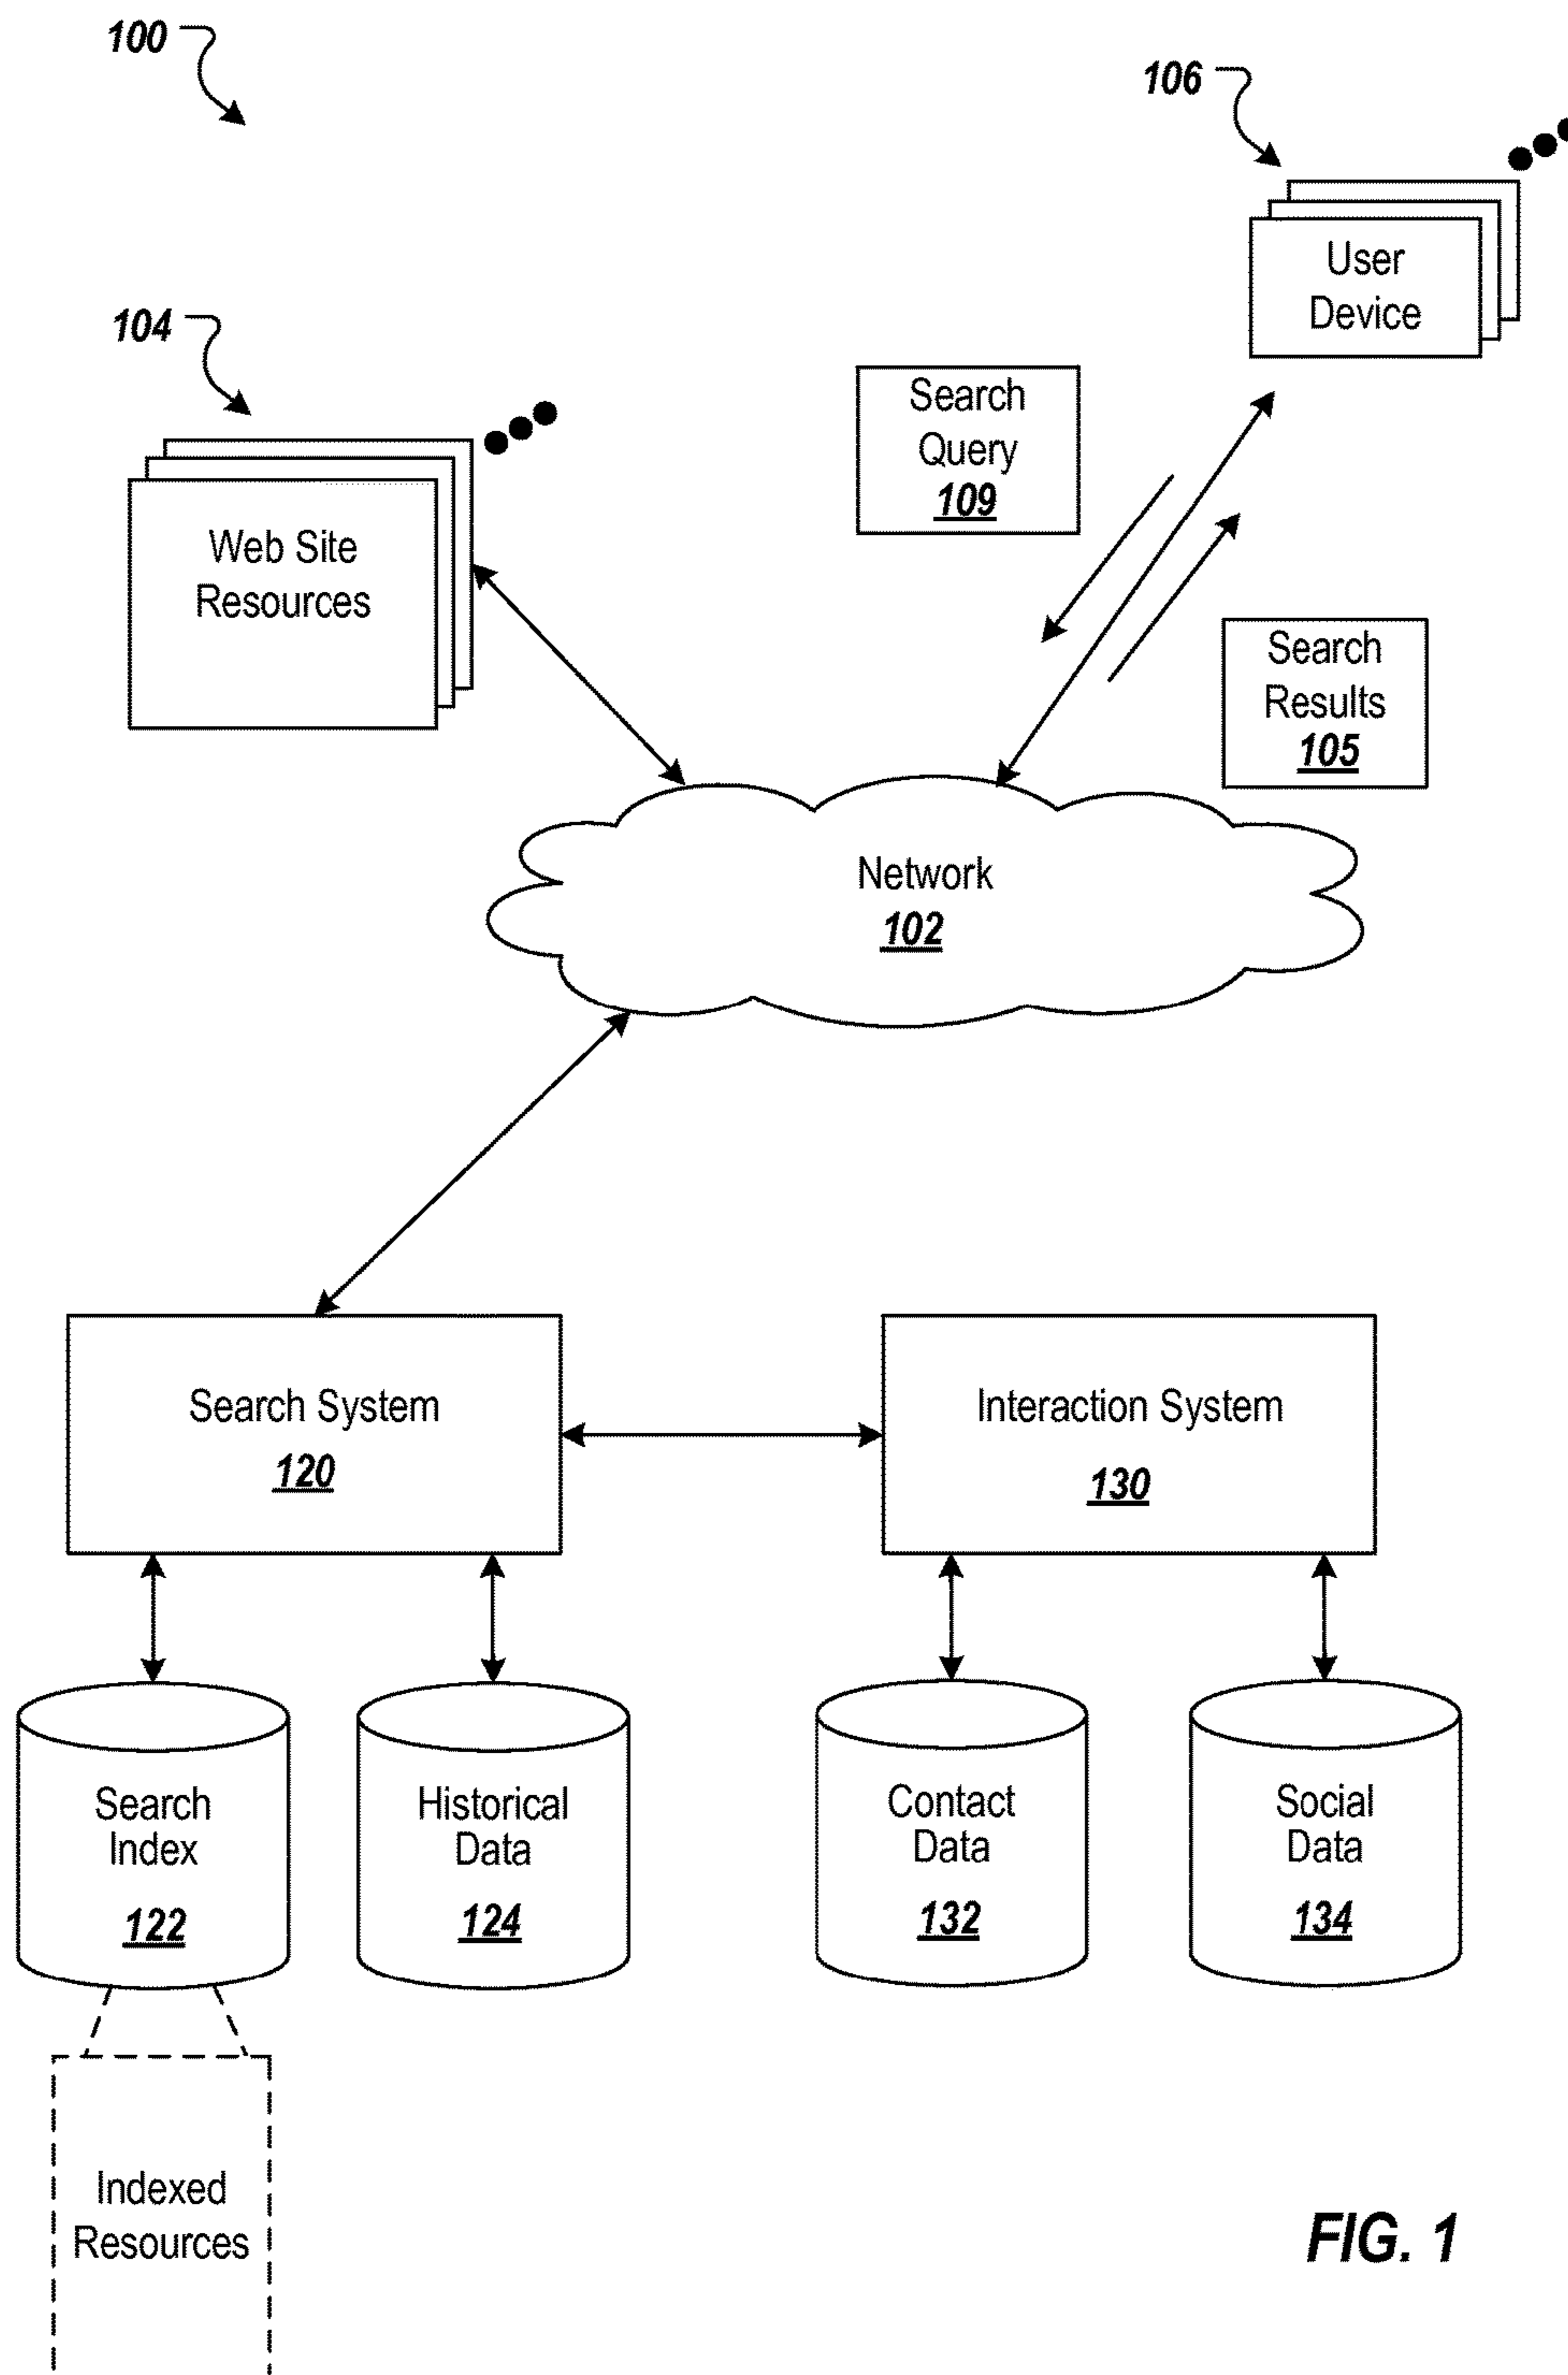 100
106
User
Device
104
Search
Query
109
Web Site
Resources
Search
Results
105
Network
102
Search System
120
Interaction System
130
Search
Index
122
Historical
Data
124
Contact
Data
132
Social
Data
134
Indexed
Resources
FIG. 1